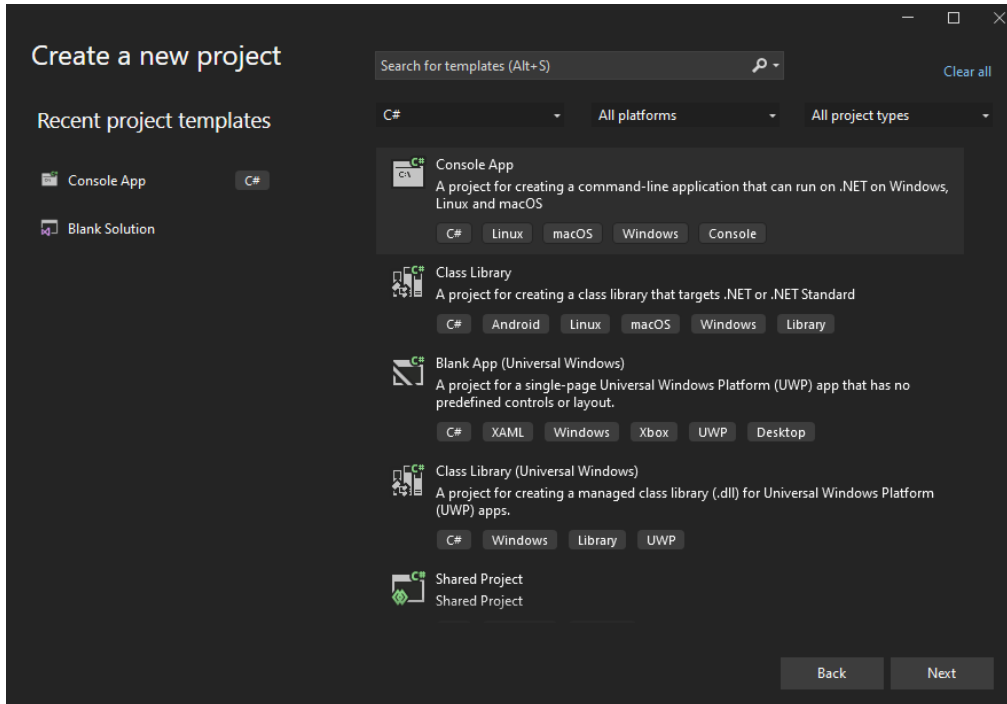 Create a new project
Search for templates (Alt+S)
Clear all
Recent project templates
C#
All platforms
All project types
Console App
C#
Blank Solution
C#
C:\
Console App
A project for creating a command-line application that can run on .NET on Windows,
Linux and macOS
C# Linux macOS Windows Console
C#
Class Library
A project for creating a class library that targets .NET or .NET Standard
C# Android Linux macOS Windows Library
C#
Blank App (Universal Windows)
A project for a single-page Universal Windows Platform (UWP) app that has no
predefined controls or layout.
C# XAML Windows Xbox UWP Desktop
C#
Class Library (Universal Windows)
A project for creating a managed class library (.dll) for Universal Windows Platform
(UWP) apps.
C# Windows Library UWP
C#
Shared Project
Shared Project
Back
Next